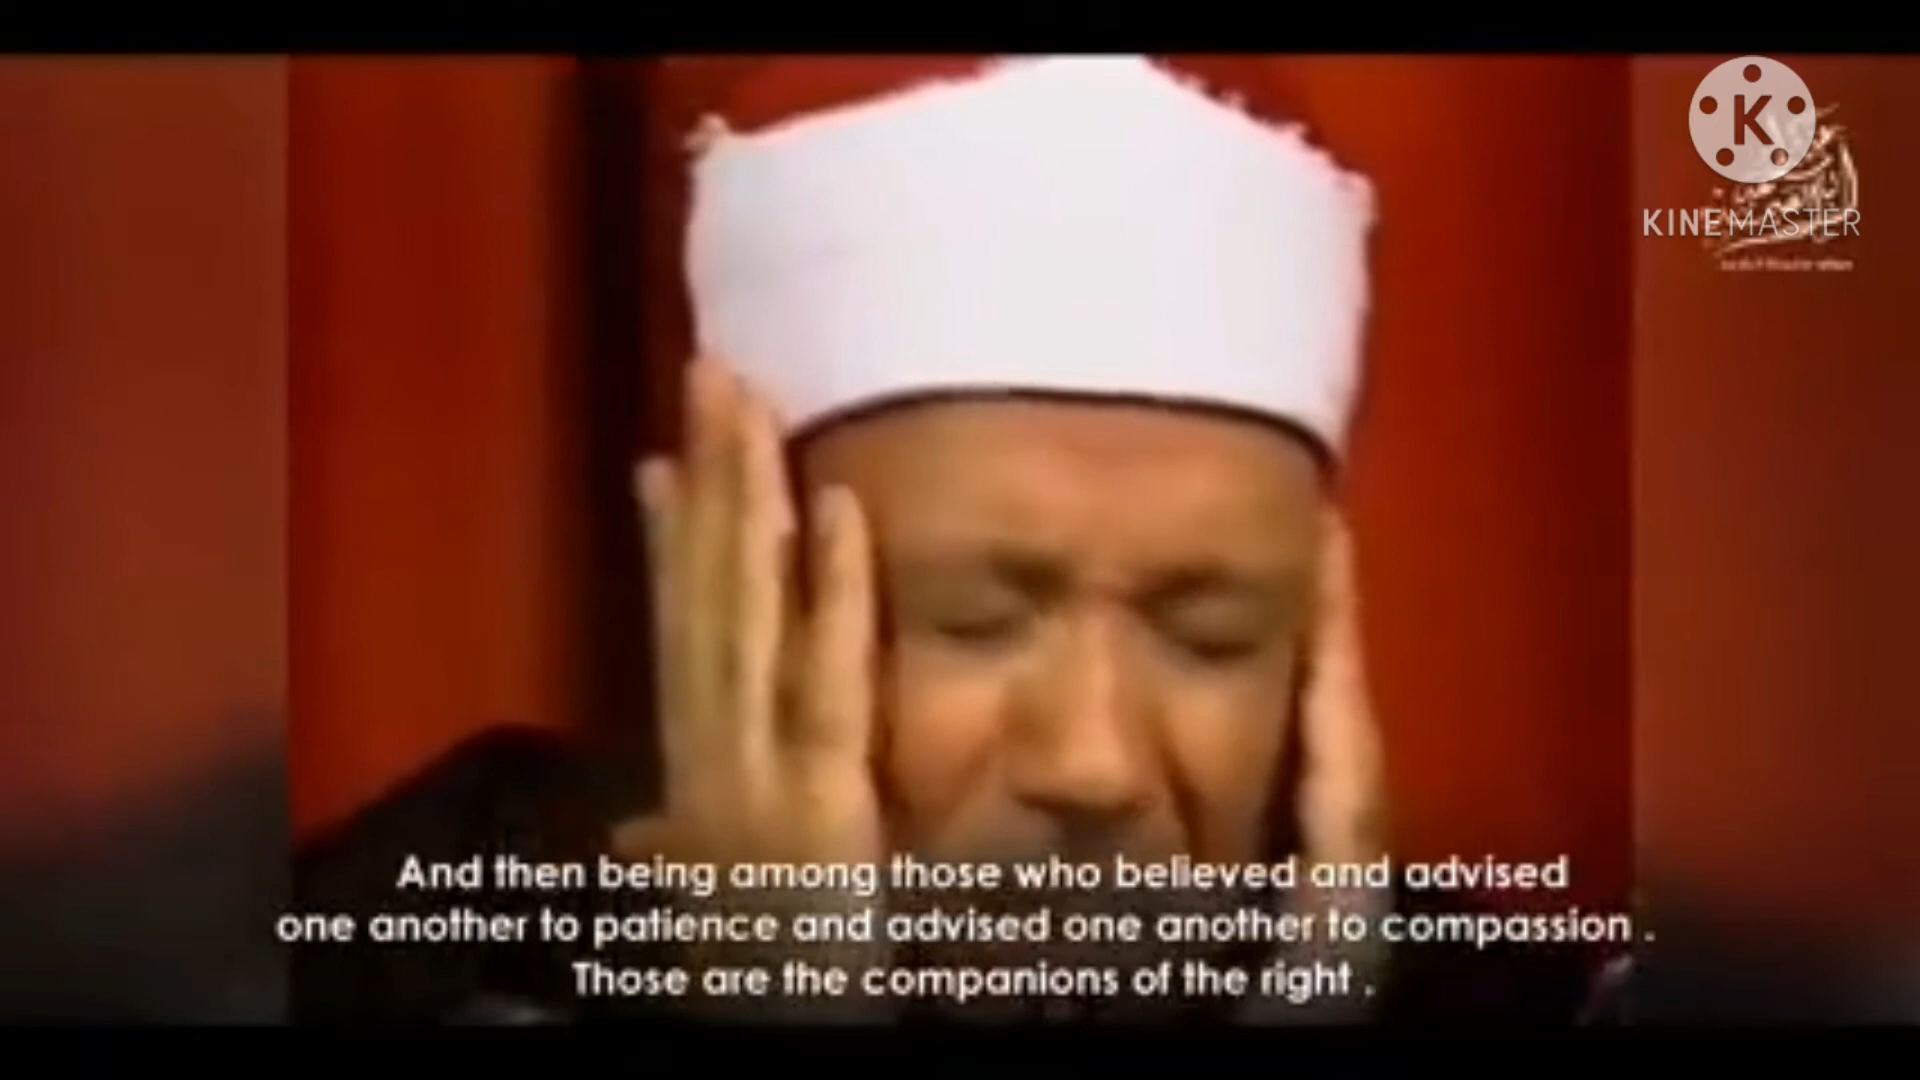 K
KINEMASTER
And then being among those who believed and advised
one another to patience and advised one another to compassion .
Those are the companions of the right .